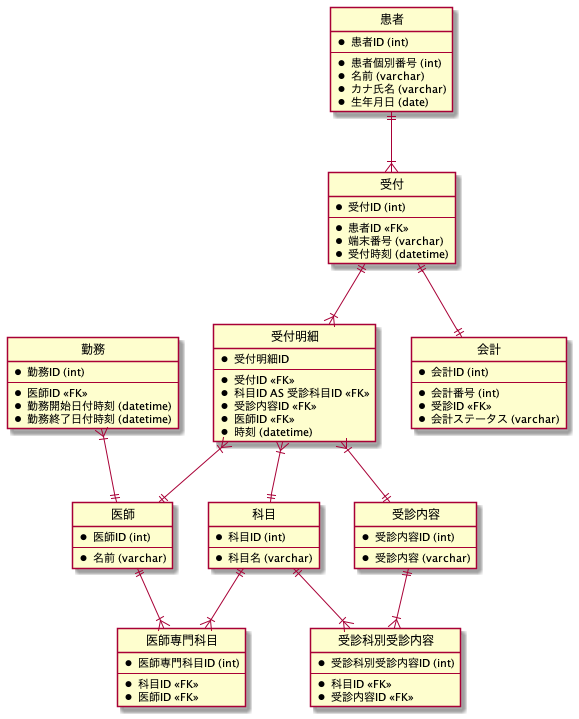 患者
患者ID (int)
患者個別番号 (int)
名前 (varchar)
カナ氏名 (varchar)
生年月日 (date)
受付
受付ID (int)
患者ID «FK»
端末番号 (varchar)
受付時刻 (datetime)
勤務
勤務ID (int)
医師ID «FK»
勤務開始日付時刻 (datetime)
勤務終了日付時刻 (datetime)
受付明細
受付明細ID
受付ID «FK»
科目ID AS 受診科目ID «FK»
受診内容ID «FK»
医師ID «FK»
時刻 (datetime)
会計
会計ID (int)
会計番号 (int)
受診ID «FK»
会計ステータス (varchar)
医師
医師ID (int)
名前 (varchar)
科目
科目ID (int)
科目名 (varchar)
受診内容
受診内容ID (int)
受診内容 (varchar)
医師専門科目
医師専門科目ID (int)
科目ID «FK»
医師ID «FK»
受診科別受診内容
受診科別受診内容ID (int)
科目ID «FK»
受診内容ID «FK»